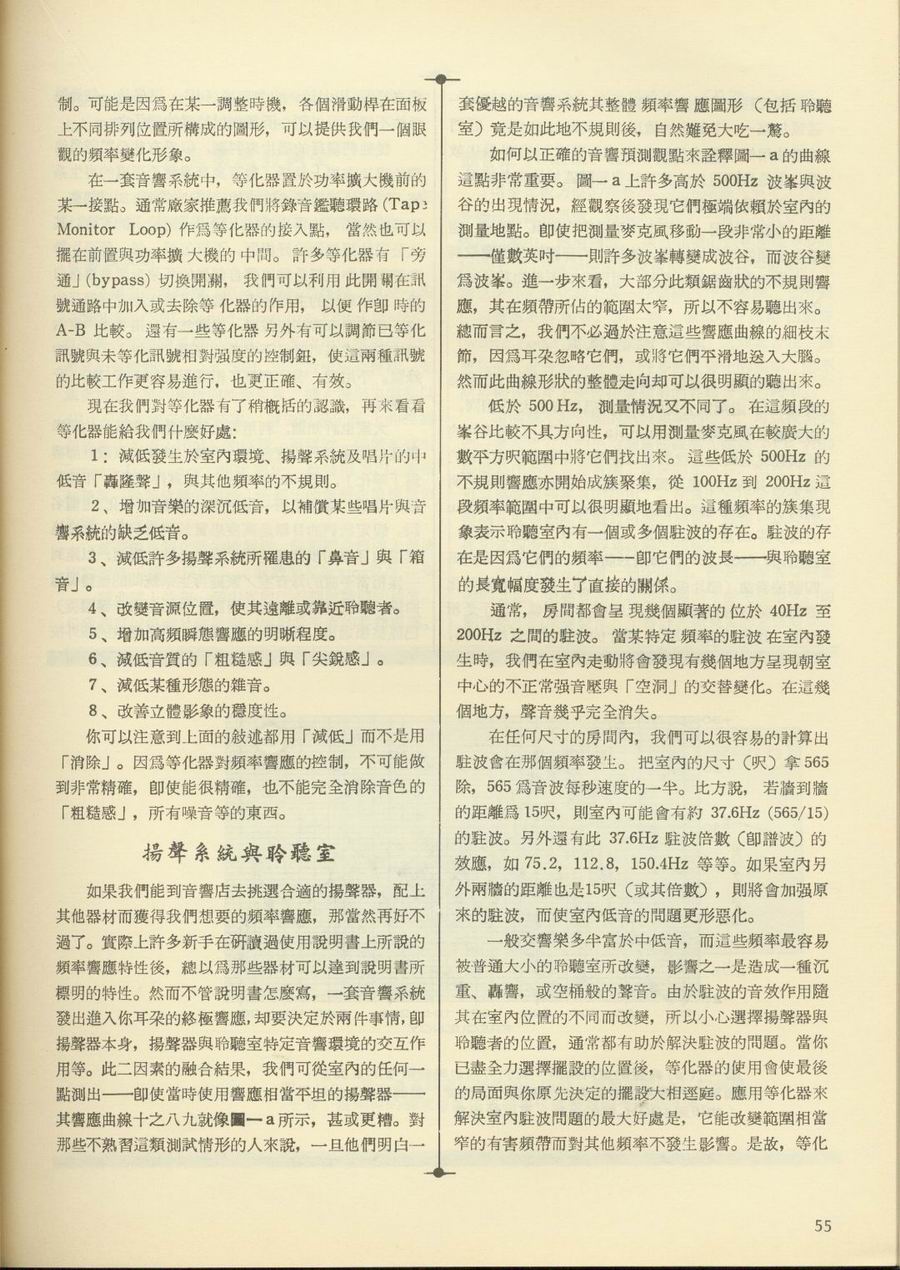 制。可能是因爲在某一調整時機，各個滑動桿在面板
上不同排列位置所構成的圖形，可以提供我們一個眼
觀的頻率變化形象。
在一套音響系統中，等化器置於功率擴大機前的
某一接點。通常廠家推薦我們將錄音鑑聽環路 (Tape
Monitor Loop) 作爲等化器的接入點，當然也可以
擺在前置與功率擴大機的中間。許多等化器有「旁
通」(bypass) 切換開關，我們可以利用此開關在訊
號通路中加入或去除等化器的作用，以便作卽時的
A-B 比較。還有一些等化器另外有可以調節已等化
訊號與未等化訊號相對强度的控制鈕，使這兩種訊號
的比較工作更容易進行，也更正確、有效。
現在我們對等化器有了稍概括的認識，再來看看
等化器能給我們什麼好處：
1：減低發生於室內環境、揚聲系統及唱片的中
低音「轟隆聲」，與其他頻率的不規則。
2、增加音樂的深沉低音，以補償某些唱片與音
響系統的缺乏低音。
3、減低許多揚聲系統所罹患的「鼻音」與「箱
音」。
4、改變音源位置，使其遠離或靠近聆聽者。
5、增加高頻瞬態響應的明晰程度。
6、減低音質的「粗糙感」與「尖銳感」。
7、減低某種形態的雜音。
8、改善立體影象的穩度性。
你可以注意到上面的敍述都用「減低」而不是用
「消除」。因爲等化器對頻率響應的控制，不可能做
到非常精確，卽使能很精確，也不能完全消除音色的
「粗糙感」，所有噪音等的東西。
揚聲系統與聆聽室
如果我們能到音響店去挑選合適的揚聲器，配上
其他器材而獲得我們想要的頻率響應，那當然再好不
過了。實際上許多新手在研讀過使用說明書上所說的
頻率響應特性後，總以爲那些器材可以達到說明書所
標明的特性。然而不管說明書怎麼寫，一套音響系統
發出進入你耳朶的終極響應，却要決定於兩件事情，卽
揚聲器本身，揚聲器與聆聽室特定音響環境的交互作
用等。此二因素的融合結果，我們可從室內的任何一
點測出——卽使當時使用響應相當平坦的揚聲器——
其響應曲線十之八九就像圖一 a 所示，甚或更糟。對
那些不熟習這類測試情形的人來說，一旦他們明白一
套優越的音響系統其整體頻率響應圖形（包括聆聽
室）竟是如此地不規則後，自然難免大吃一驚。
如何以正確的音響預測觀點來詮釋圖一 a 的曲線
這點非常重要。圖一 a 上許多高於 500Hz 波峯與波
谷的出現情況，經觀察後發現它們極端依賴於室內的
測量地點。卽使把測量麥克風移動一段非常小的距離
——僅數英吋——則許多波峯轉變成波谷，而波谷變
爲波峯。進一步來看，大部分此類鋸齒狀的不規則響
應，其在頻帶所佔的範圍太窄，所以不容易聽出來。
總而言之，我們不必過於注意這些響應曲線的細枝末
節，因爲耳朶忽略它們，或將它們平滑地送入大腦。
然而此曲線形狀的整體走向却可以很明顯的聽出來。
低於 500 Hz，測量情況又不同了。在這頻段的
峯谷比較不具方向性，可以用測量麥克風在較廣大的
數平方呎範圍中將它們找出來。這些低於 500Hz 的
不規則響應亦開始成簇聚集，從 100Hz 到 200Hz 這
段頻率範圍中可以很明顯地看出。這種頻率的簇集現
象表示聆聽室內有一個或多個駐波的存在。駐波的存
在是因爲它們的頻率——卽它們的波長——與聆聽室
的長寬幅度發生了直接的關係。
通常，房間都會呈現幾個顯著的位於 40Hz 至
200Hz 之間的駐波。當某特定頻率的駐波在室內發
生時，我們在室內走動將會發現有幾個地方呈現朝室
中心的不正常强音壓與「空洞」的交替變化。在這幾
個地方，聲音幾乎完全消失。
在任何尺寸的房間內，我們可以很容易的計算出
駐波會在那個頻率發生。把室內的尺寸（呎）拿 565
除，565 爲音波每秒速度的一半。比方說，若牆到牆
的距離爲 15呎，則室內可能會有約 37.6Hz (565/15)
的駐波。另外還有此 37.6Hz 駐波倍數（卽諧波）的
效應，如 75.2，112.8，150.4Hz 等等。如果室內另
外兩牆的距離也是15呎（或其倍數），則將會加强原
來的駐波，而使室內低音的問題更形惡化。
一般交響樂多半富於中低音，而這些頻率最容易
被普通大小的聆聽室所改變，影響之一是造成一種沉
重、轟響，或空桶般的聲音。由於駐波的音效作用隨
其在室內位置的不同而改變，所以小心選擇揚聲器與
聆聽者的位置，通常都有助於解決駐波的問題。當你
已盡全力選擇擺設的位置後，等化器的使用會使最後
的局面與你原先決定的擺設大相逕庭。應用等化器來
解決室內駐波問題的最大好處是，它能改變範圍相當
窄的有害頻帶而對其他頻率不發生影響。是故，等化
55